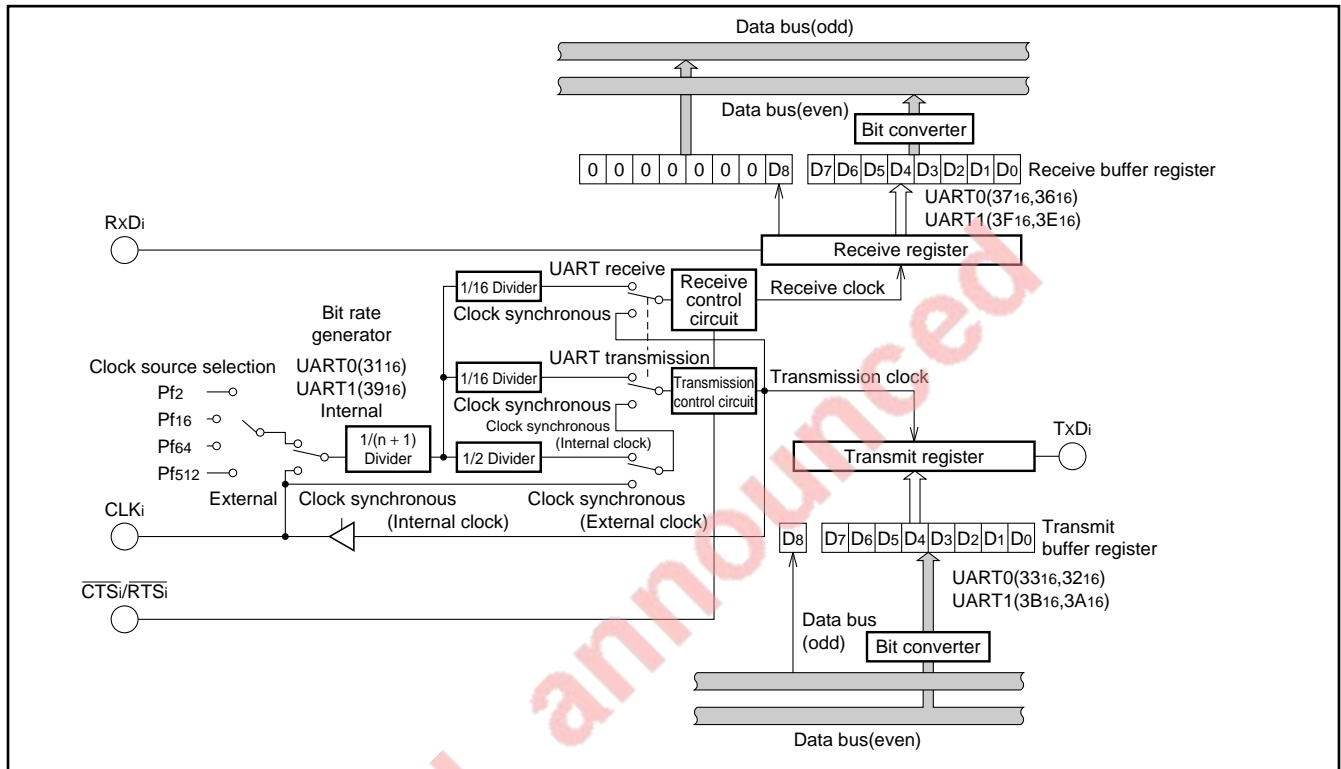 Data bus(odd)
Data bus(even)
Bit converter
0 0 0 0 0 0 0 D8
D7 D6 D5 D4 D3 D2 D1 D0
Receive buffer register
UART0(3716,3616)
UART1(3F16,3E16)
RXDi
Receive register
1/16 Divider
UART receive
Receive
control
circuit
Receive clock
Clock synchronous
Bit rate
generator
UART0(3116)
UART1(3916)
Internal
Clock source selection
Pf2
Pf16
Pf64
Pf512
External
1/(n + 1)
Divider
1/16 Divider
UART transmission
Transmission
control circuit
Transmission clock
Clock synchronous
Clock synchronous
(Internal clock)
1/2 Divider
Clock synchronous
(External clock)
TXDi
Transmit register
CLKi
Clock synchronous
(Internal clock)
D8
D7 D6 D5 D4 D3 D2 D1 D0
Transmit
buffer register
UART0(3316,3216)
UART1(3B16,3A16)
CTSi/RTSi
Data bus
(odd)
Bit converter
Data bus(even)
announced